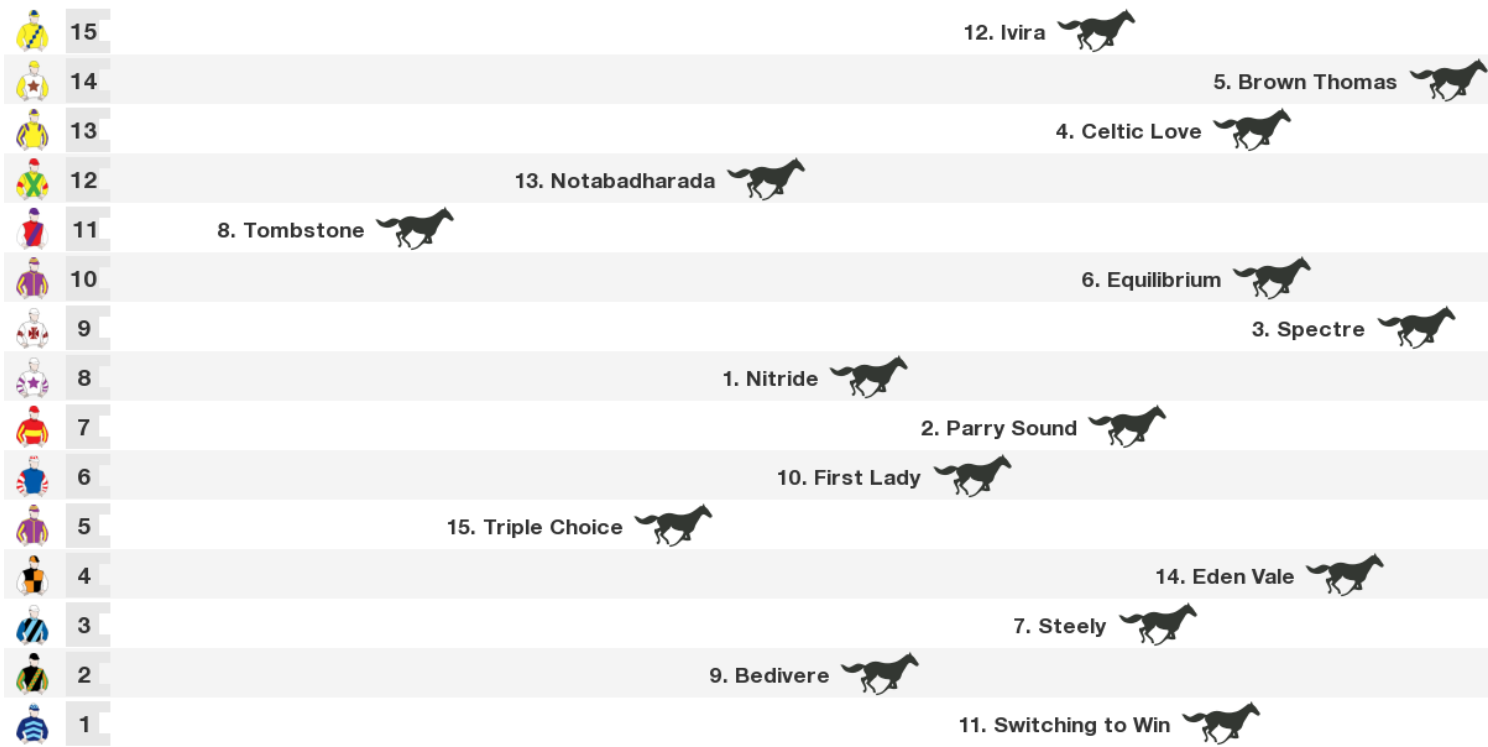 15 12. Ivira
14 5. Brown Thomas
13 4. Celtic Love
12 13. Notabadharada
11 8. Tombstone
10 6. Equilibrium
9 3. Spectre
8 1. Nitride
7 2. Parry Sound
6 10. First Lady
5 15. Triple Choice
4 14. Eden Vale
3 7. Steely
2 9. Bedivere
1 11. Switching to Win